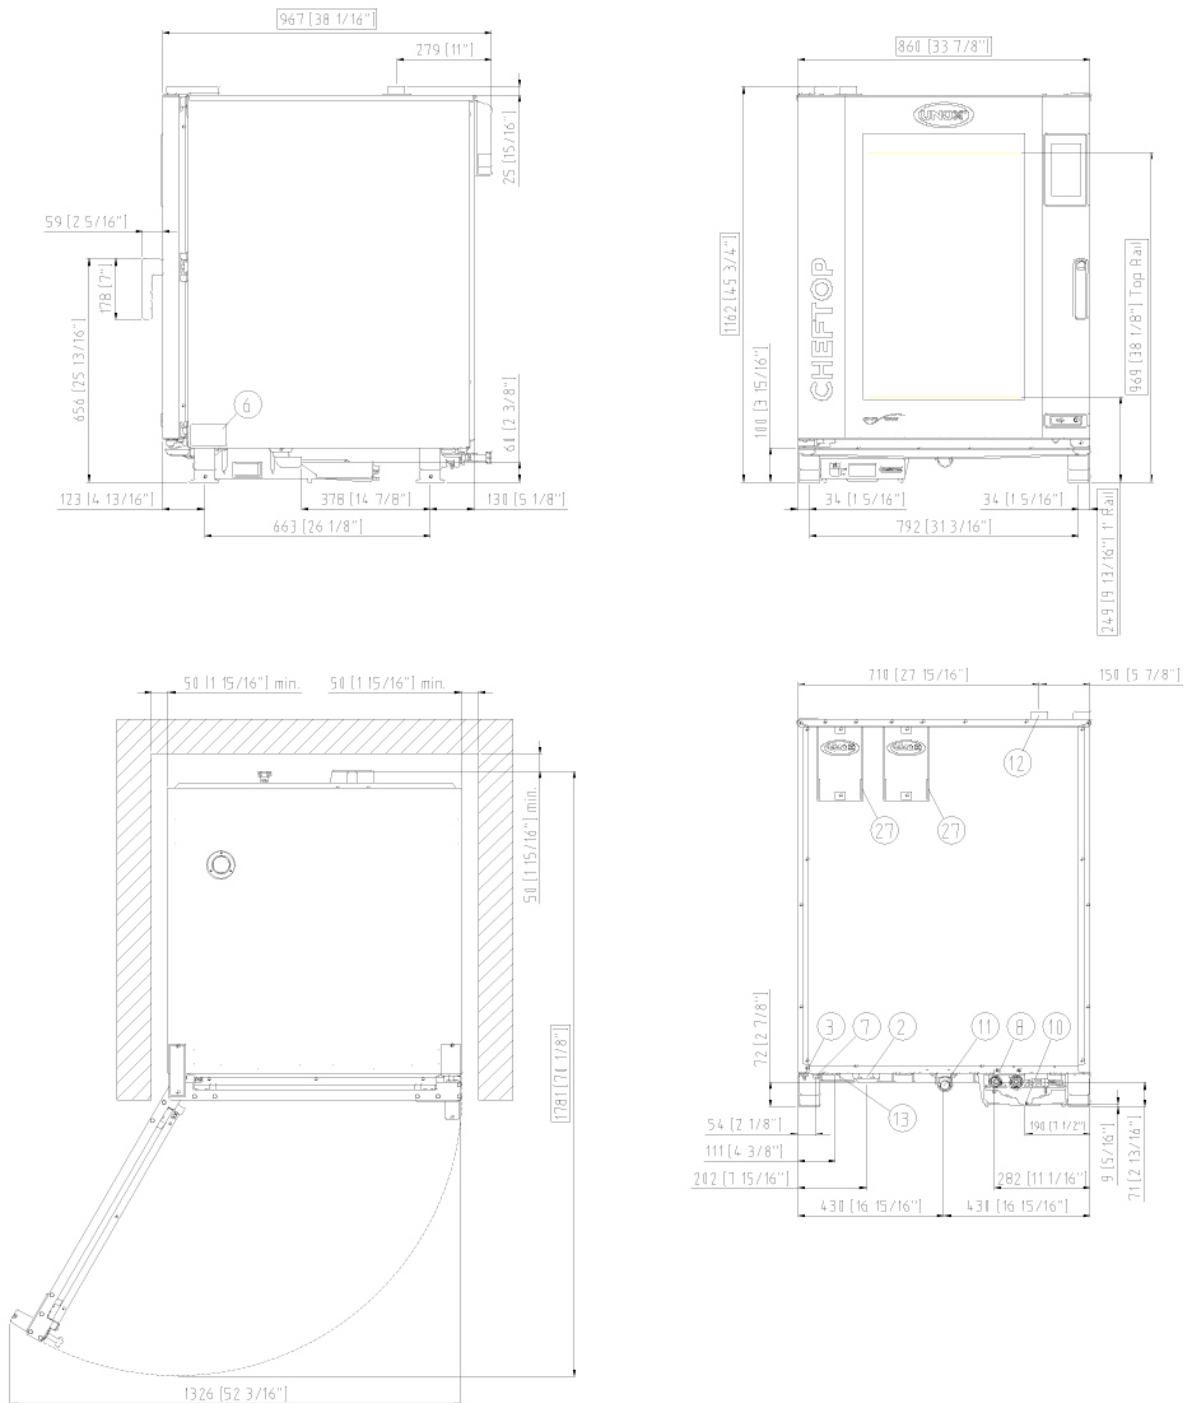 967 [38 1/16"]
279 [11"]
25 [15/16"]
59 [2 5/16"]
178 [7"]
656 [25 13/16"]
6
60 [2 3/8"]
123 [4 13/16"]
378 [14 7/8"]
130 [5 1/8"]
663 [26 1/8"]
860 [33 7/8"]
UNOX
1162 [45 3/4"]
CHEFTOP
969 [38 1/8"] Top Rail
100 [3 15/16"]
34 [1 5/16"]
34 [1 5/16"]
792 [31 3/16"]
249 [9 13/16"] 1° Rail
50 [1 15/16"] min.
50 [1 15/16"] min.
50 [1 15/16"] min.
1781 [70 1/8"]
1326 [52 3/16"]
710 [27 15/16"]
150 [5 7/8"]
12
27
27
72 [2 7/8"]
3
7
2
11
8
10
13
54 [2 1/8"]
190 [7 1/2"]
111 [4 3/8"]
9 [5/16"]
71 [2 13/16"]
202 [7 15/16"]
282 [11 1/16"]
430 [16 15/16"]
430 [16 15/16"]